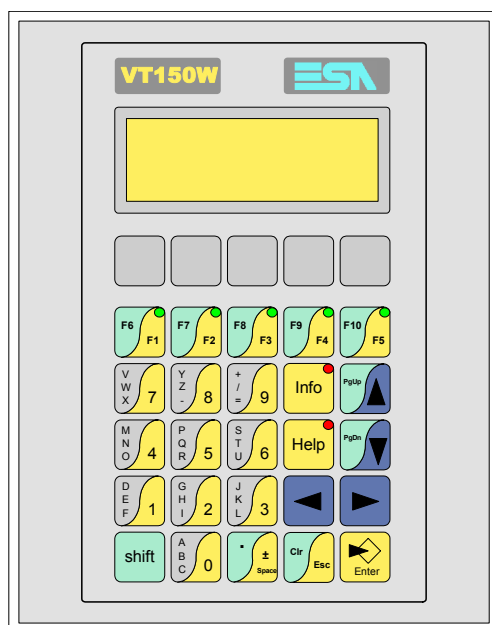 VT150W ESA
F6 F1 F7 F2 F8 F3 F9 F4 F10 F5
V W X 7 Y Z - 8 + / = 9 Info PgUp
M N O 4 P Q R 5 S T U 6 Help PgDn
D E F 1 G H I 2 J K L 3
shift A B C 0 . ± Space Clr Esc Enter